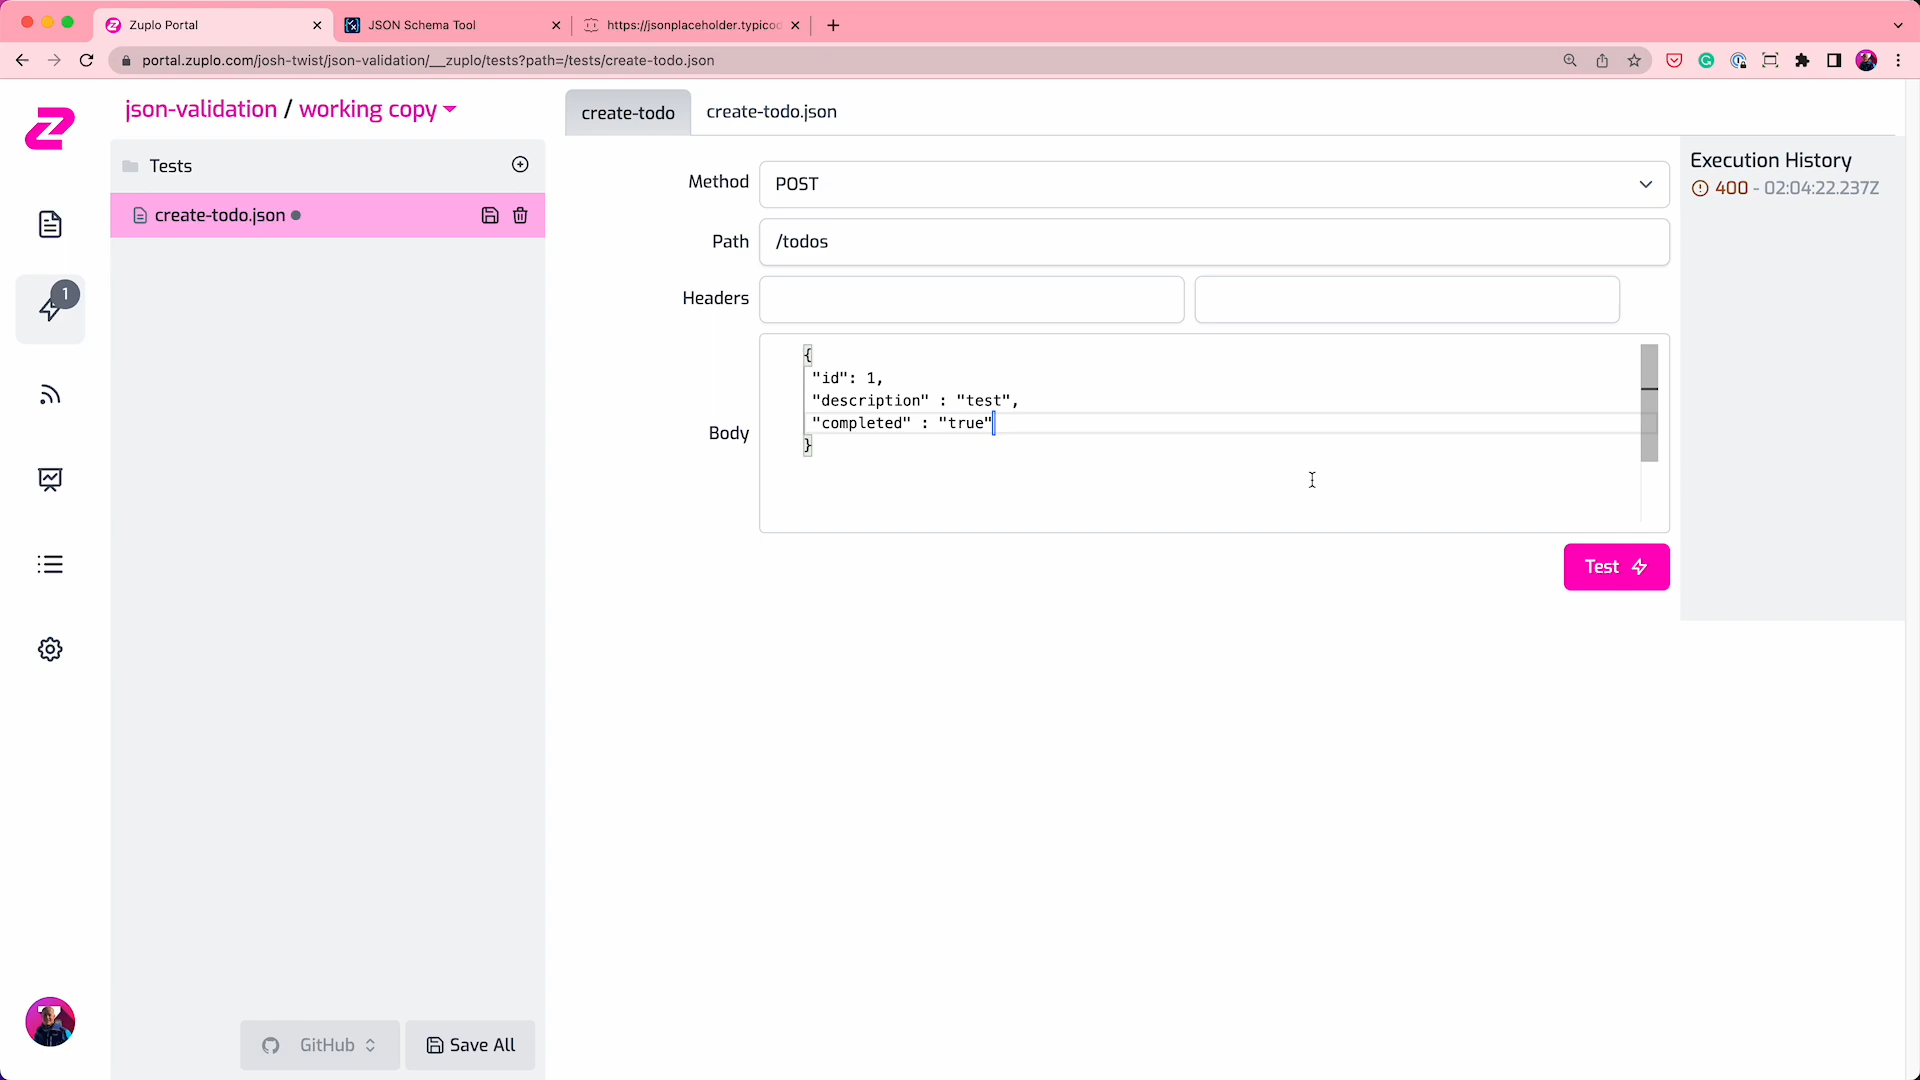 Zuplo Portal
JSON Schema Tool
https://jsonplaceholder.typicod
portal.zuplo.com/josh-twist/json-validation/__zuplo/tests?path=/tests/create-todo.json
json-validation / working copy
create-todo
create-todo.json
Tests
create-todo.json
1
Method
POST
Path
/todos
Headers
Body
{
"id": 1,
"description" : "test",
"completed" : "true"
}
Test
Execution History
400 - 02:04:22.237Z
GitHub
Save All